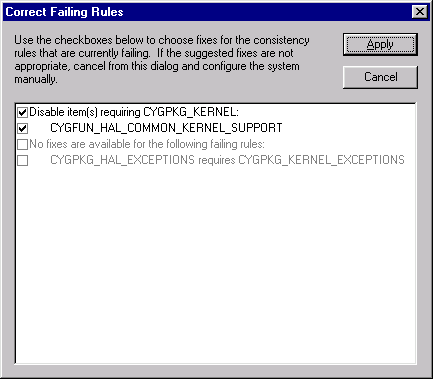 Correct Failing Rules
Use the checkboxes below to choose fixes for the consistency
rules that are currently failing.  If the suggested fixes are not
appropriate, cancel from this dialog and configure the system
manually.
Apply
Cancel
Disable item(s) requiring CYGPKG_KERNEL:
CYGFUN_HAL_COMMON_KERNEL_SUPPORT
No fixes are available for the following failing rules:
CYGPKG_HAL_EXCEPTIONS requires CYGPKG_KERNEL_EXCEPTIONS